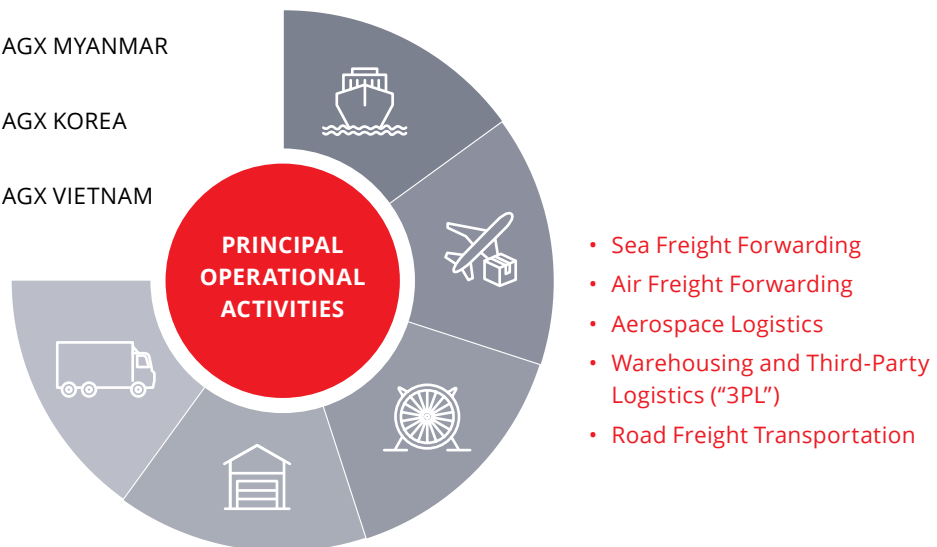 AGX MYANMAR
AGX KOREA
AGX VIETNAM
PRINCIPAL
OPERATIONAL
ACTIVITIES
• Sea Freight Forwarding
• Air Freight Forwarding
• Aerospace Logistics
• Warehousing and Third-Party
Logistics (“3PL”)
• Road Freight Transportation